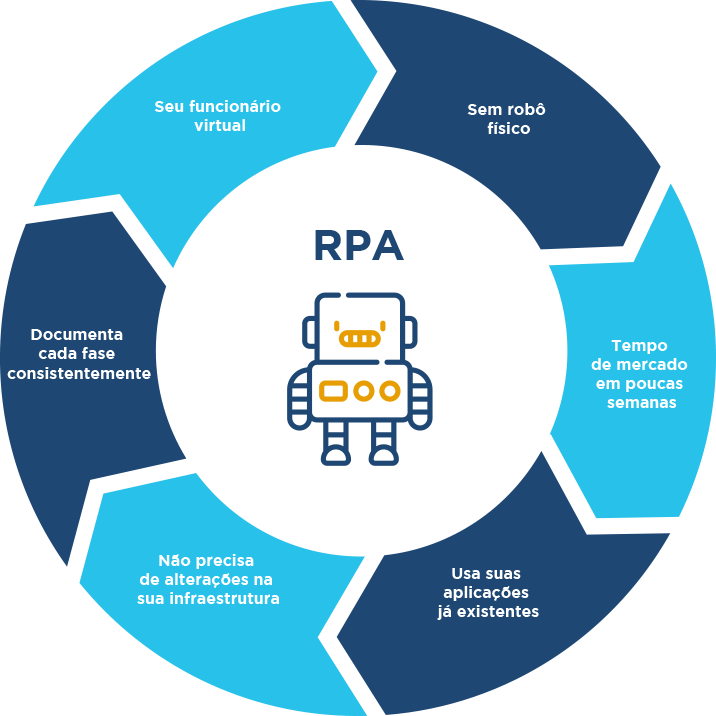 Seu funcionário
virtual
Sem robô
físico
RPA
Documenta
cada fase
consistentemente
Tempo
de mercado
em poucas
semanas
Não precisa
de alterações na
sua infraestrutura
Usa suas
aplicações
já existentes